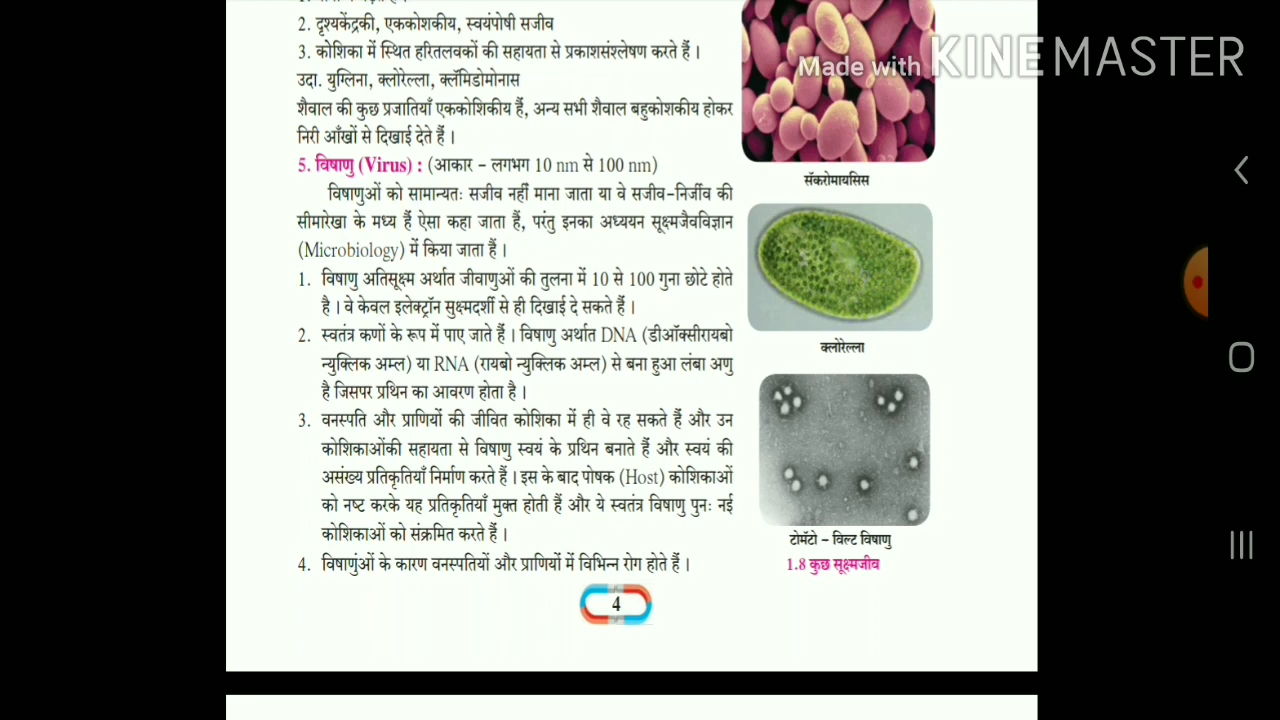 2. दृश्यकेंद्रकी, एककोशकीय, स्वयंपोषी सजीव
3. कोशिका में स्थित हरितलवकों की सहायता से प्रकाशसंश्लेषण करते हैं ।
उदा. युग्लिना, क्लोरेल्ला, क्लॅमिडोमोनास
शैवाल की कुछ प्रजातियाँ एककोशिकीय हैं, अन्य सभी शैवाल बहुकोशकीय होकर
निरी आँखों से दिखाई देते हैं ।
5. विषाणु (Virus) : (आकार - लगभग 10 nm से 100 nm)
विषाणुओं को सामान्यतः सजीव नहीं माना जाता या वे सजीव-निर्जीव की
सीमारेखा के मध्य हैं ऐसा कहा जाता हैं, परंतु इनका अध्ययन सूक्ष्मजैवविज्ञान
(Microbiology) में किया जाता हैं ।
1. विषाणु अतिसूक्ष्म अर्थात जीवाणुओं की तुलना में 10 से 100 गुना छोटे होते
है । वे केवल इलेक्ट्रॉन सुक्ष्मदर्शी से ही दिखाई दे सकते हैं ।
2. स्वतंत्र कणों के रूप में पाए जाते हैं । विषाणु अर्थात DNA (डीऑक्सीरायबो
न्युक्लिक अम्ल) या RNA (रायबो न्युक्लिक अम्ल) से बना हुआ लंबा अणु
है जिसपर प्रथिन का आवरण होता है ।
3. वनस्पति और प्राणियों की जीवित कोशिका में ही वे रह सकते हैं और उन
कोशिकाओंकी सहायता से विषाणु स्वयं के प्रथिन बनाते हैं और स्वयं की
असंख्य प्रतिकृतियाँ निर्माण करते हैं । इस के बाद पोषक (Host) कोशिकाओं
को नष्ट करके यह प्रतिकृतियाँ मुक्त होती हैं और ये स्वतंत्र विषाणु पुनः नई
कोशिकाओं को संक्रमित करते हैं ।
4. विषाणुंओं के कारण वनस्पतियों और प्राणियों में विभिन्न रोग होते हैं ।
4
Made with KINEMASTER
सॅकरोमायसिस
क्लोरेल्ला
टोमॅटो - विल्ट विषाणु
1.8 कुछ सूक्ष्मजीव